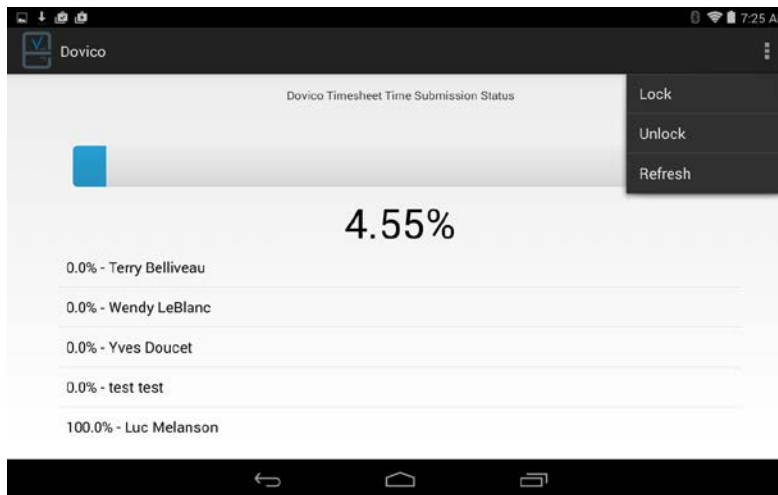 7:25 A
Dovico
Dovico Timesheet Time Submission Status
Lock
Unlock
Refresh
4.55%
0.0% - Terry Belliveau
0.0% - Wendy LeBlanc
0.0% - Yves Doucet
0.0% - test test
100.0% - Luc Melanson